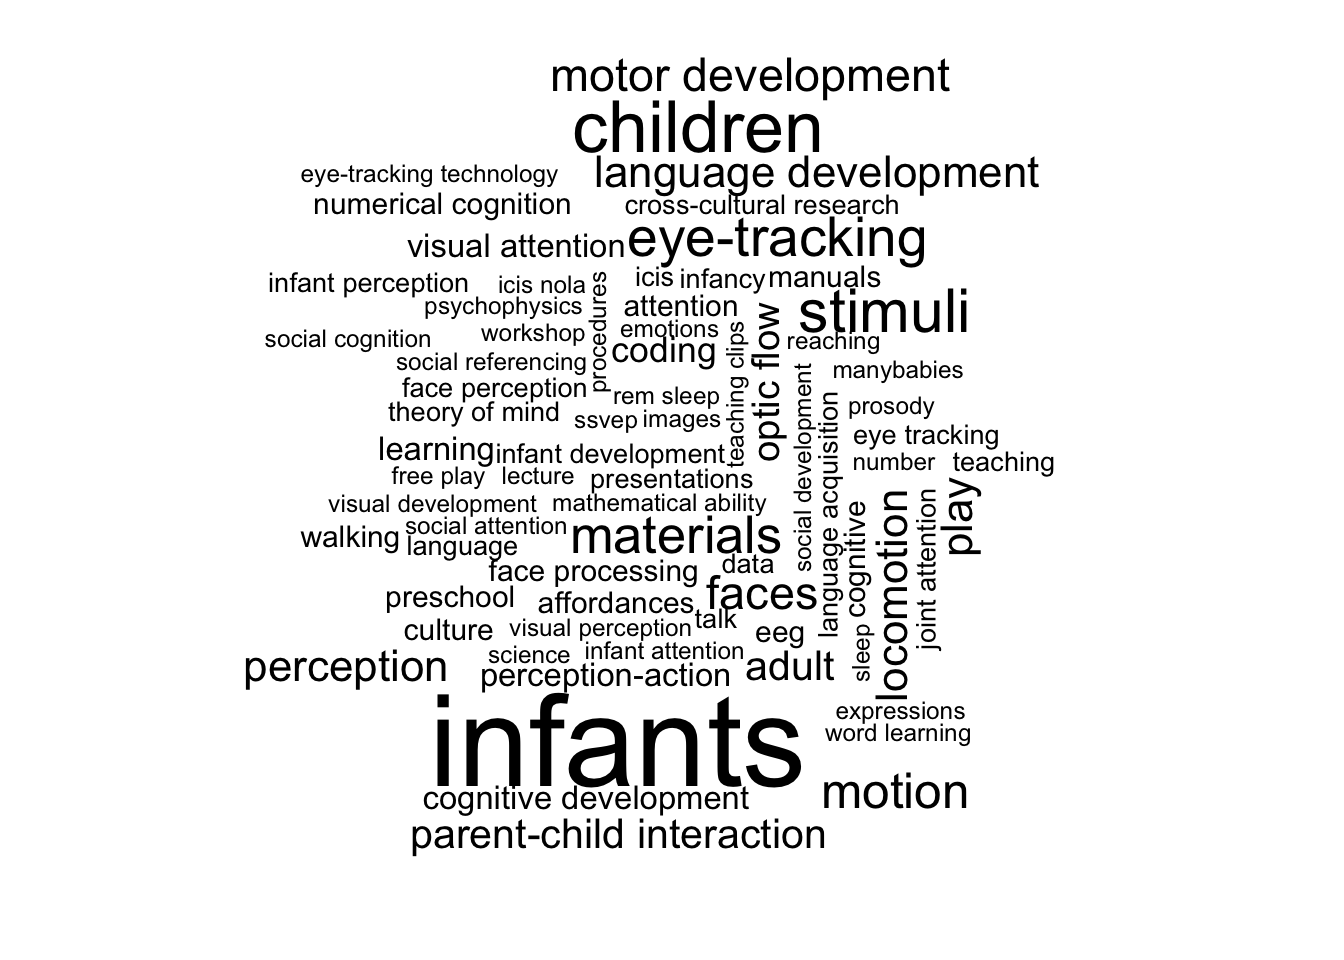 motor development
children
eye-tracking technology
language development
numerical cognition
cross-cultural research
visual attention
eye-tracking
infant perception
icis nola
procedures
icis
infancy
manuals
psychophysics
attention
stimuli
social cognition
workshop
emotions
teaching clips
optic flow
reaching
social referencing
coding
manybabies
face perception
rem sleep
social development
language acquisition
theory of mind
ssvep
images
prosody
learning
infant development
eye tracking
free play
lecture
presentations
number
teaching
visual development
mathematical ability
play
walking
social attention
language
materials
cognitive
locomotion
joint attention
face processing
data
preschool
affordances
faces
culture
visual perception
talk
eeg
sleep
perception
science
infant attention
perception-action
adult
infants
expressions
word learning
cognitive development
motion
parent-child interaction